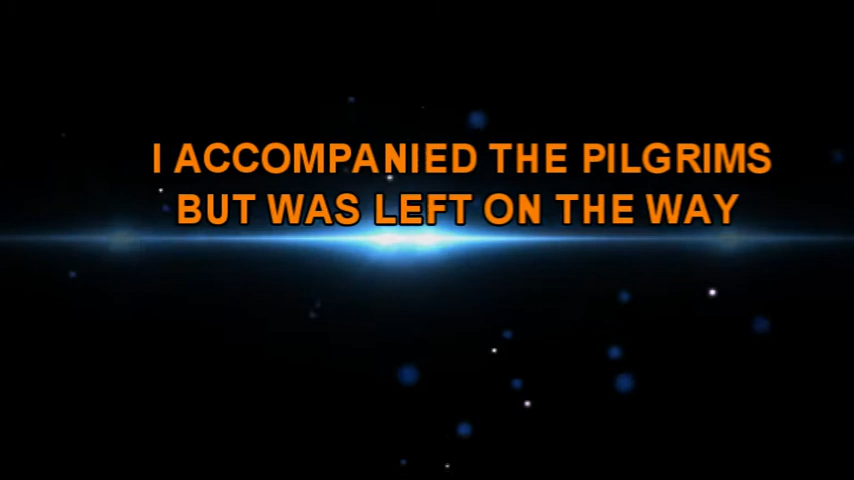 I ACCOMPANIED THE PILGRIMS
BUT WAS LEFT ON THE WAY